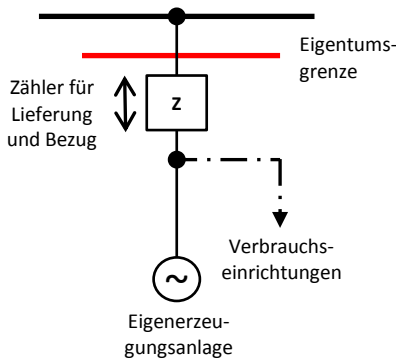 Eigentums-
grenze
Zähler für
Lieferung
und Bezug
Z
Verbrauchs-
einrichtungen
~
Eigenerzeu-
gungsanlage